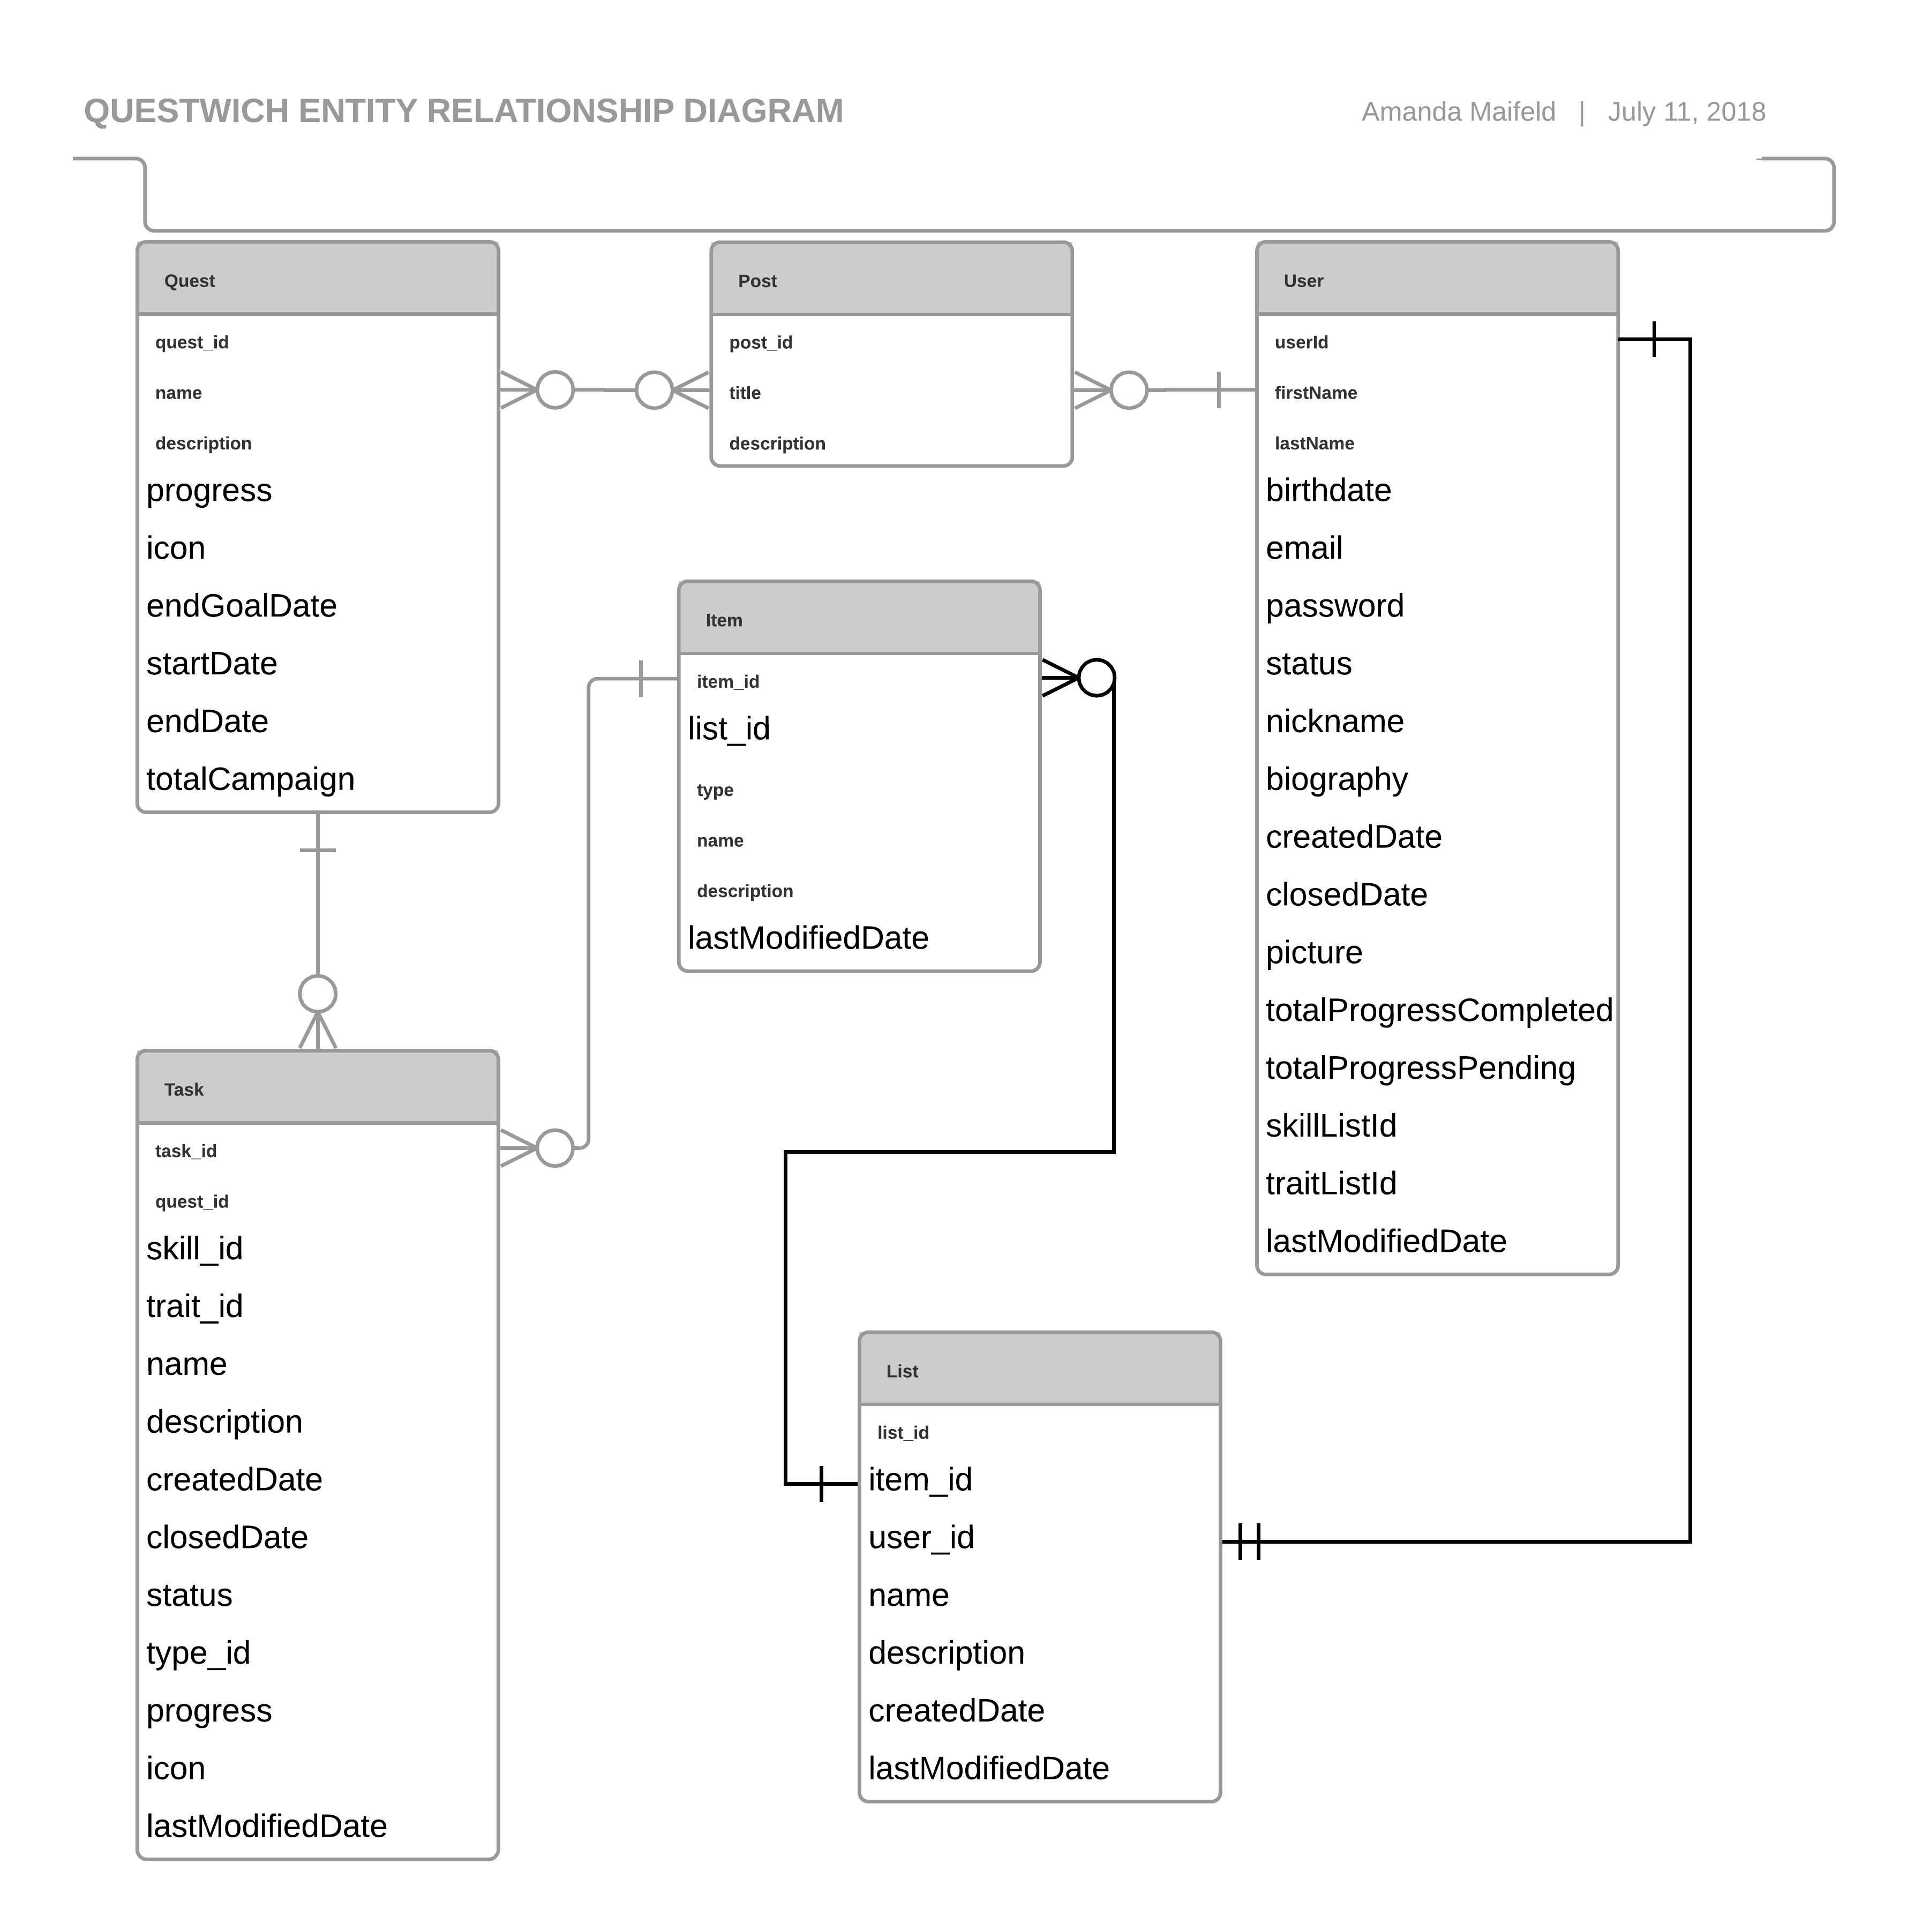 QUESTWICH ENTITY RELATIONSHIP DIAGRAM
Amanda Maifeld | July 11, 2018
Quest
quest_id
name
description
progress
icon
endGoalDate
startDate
endDate
totalCampaign
Post
post_id
title
description
User
userId
firstName
lastName
birthdate
email
password
status
nickname
biography
createdDate
closedDate
picture
totalProgressCompleted
totalProgressPending
skillListId
traitListId
lastModifiedDate
Item
item_id
list_id
type
name
description
lastModifiedDate
Task
task_id
quest_id
skill_id
trait_id
name
description
createdDate
closedDate
status
type_id
progress
icon
lastModifiedDate
List
list_id
item_id
user_id
name
description
createdDate
lastModifiedDate